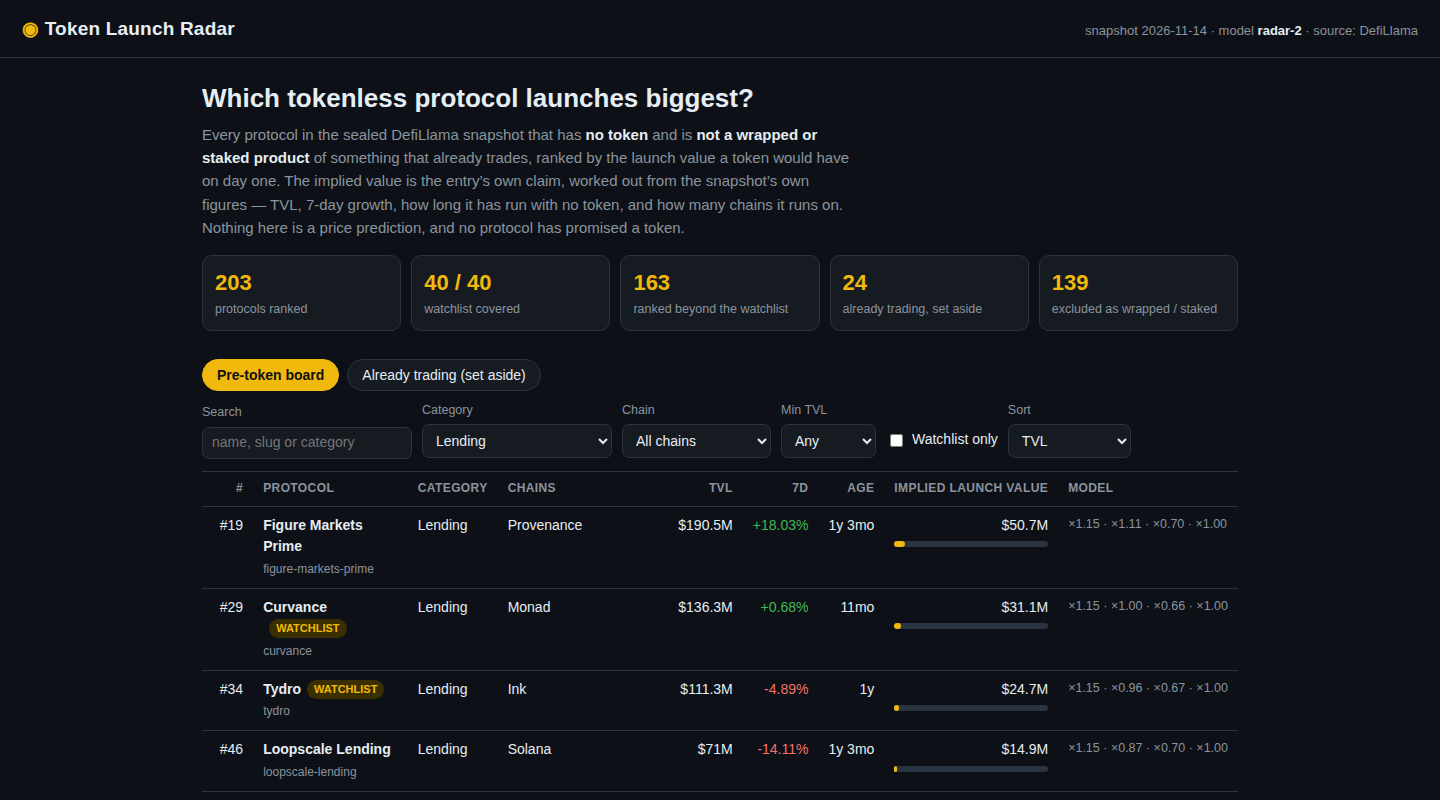 ◉ Token Launch Radar
snapshot 2026-11-14 · model radar-2 · source: DefiLlama
Which tokenless protocol launches biggest?
Every protocol in the sealed DefiLlama snapshot that has no token and is not a wrapped or
staked product of something that already trades, ranked by the launch value a token would have
on day one. The implied value is the entry’s own claim, worked out from the snapshot’s own
figures — TVL, 7-day growth, how long it has run with no token, and how many chains it runs on.
Nothing here is a price prediction, and no protocol has promised a token.
203
protocols ranked
40 / 40
watchlist covered
163
ranked beyond the watchlist
24
already trading, set aside
139
excluded as wrapped / staked
Pre-token board
Already trading (set aside)
Search
name, slug or category
Category
Lending
Chain
All chains
Min TVL
Any
Watchlist only
Sort
TVL
# PROTOCOL CATEGORY CHAINS TVL 7D AGE IMPLIED LAUNCH VALUE MODEL
#19 Figure Markets Lending Provenance $190.5M +18.03% 1y 3mo $50.7M ×1.15 · ×1.11 · ×0.70 · ×1.00
Prime
figure-markets-prime
#29 Curvance Lending Monad $136.3M +0.68% 11mo $31.1M ×1.15 · ×1.00 · ×0.66 · ×1.00
WATCHLIST
curvance
#34 Tydro WATCHLIST Lending Ink $111.3M -4.89% 1y $24.7M ×1.15 · ×0.96 · ×0.67 · ×1.00
tydro
#46 Loopscale Lending Lending Solana $71M -14.11% 1y 3mo $14.9M ×1.15 · ×0.87 · ×0.70 · ×1.00
loopscale-lending